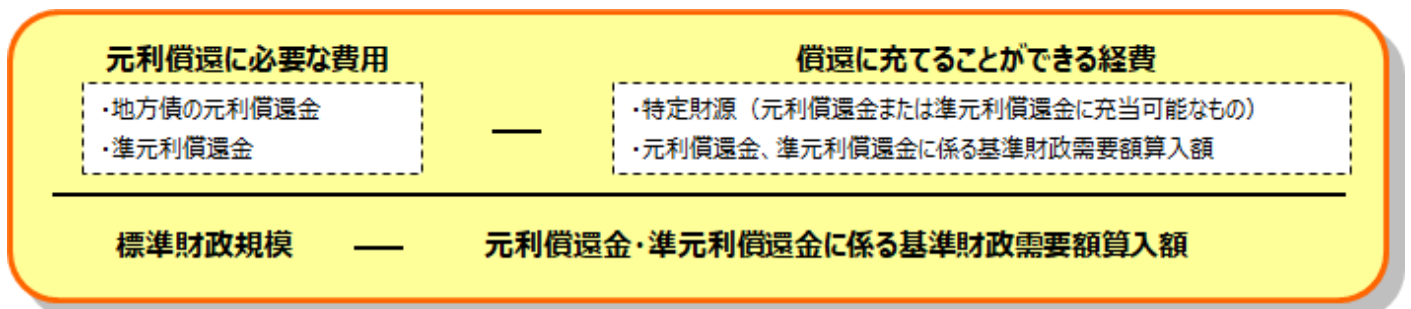 元利償還に必要な費用
・地方債の元利償還金
・準元利償還金
―
償還に充てることができる経費
・特定財源（元利償還金または準元利償還金に充当可能なもの）
・元利償還金、準元利償還金に係る基準財政需要額算入額
標準財政規模 ― 元利償還金・準元利償還金に係る基準財政需要額算入額